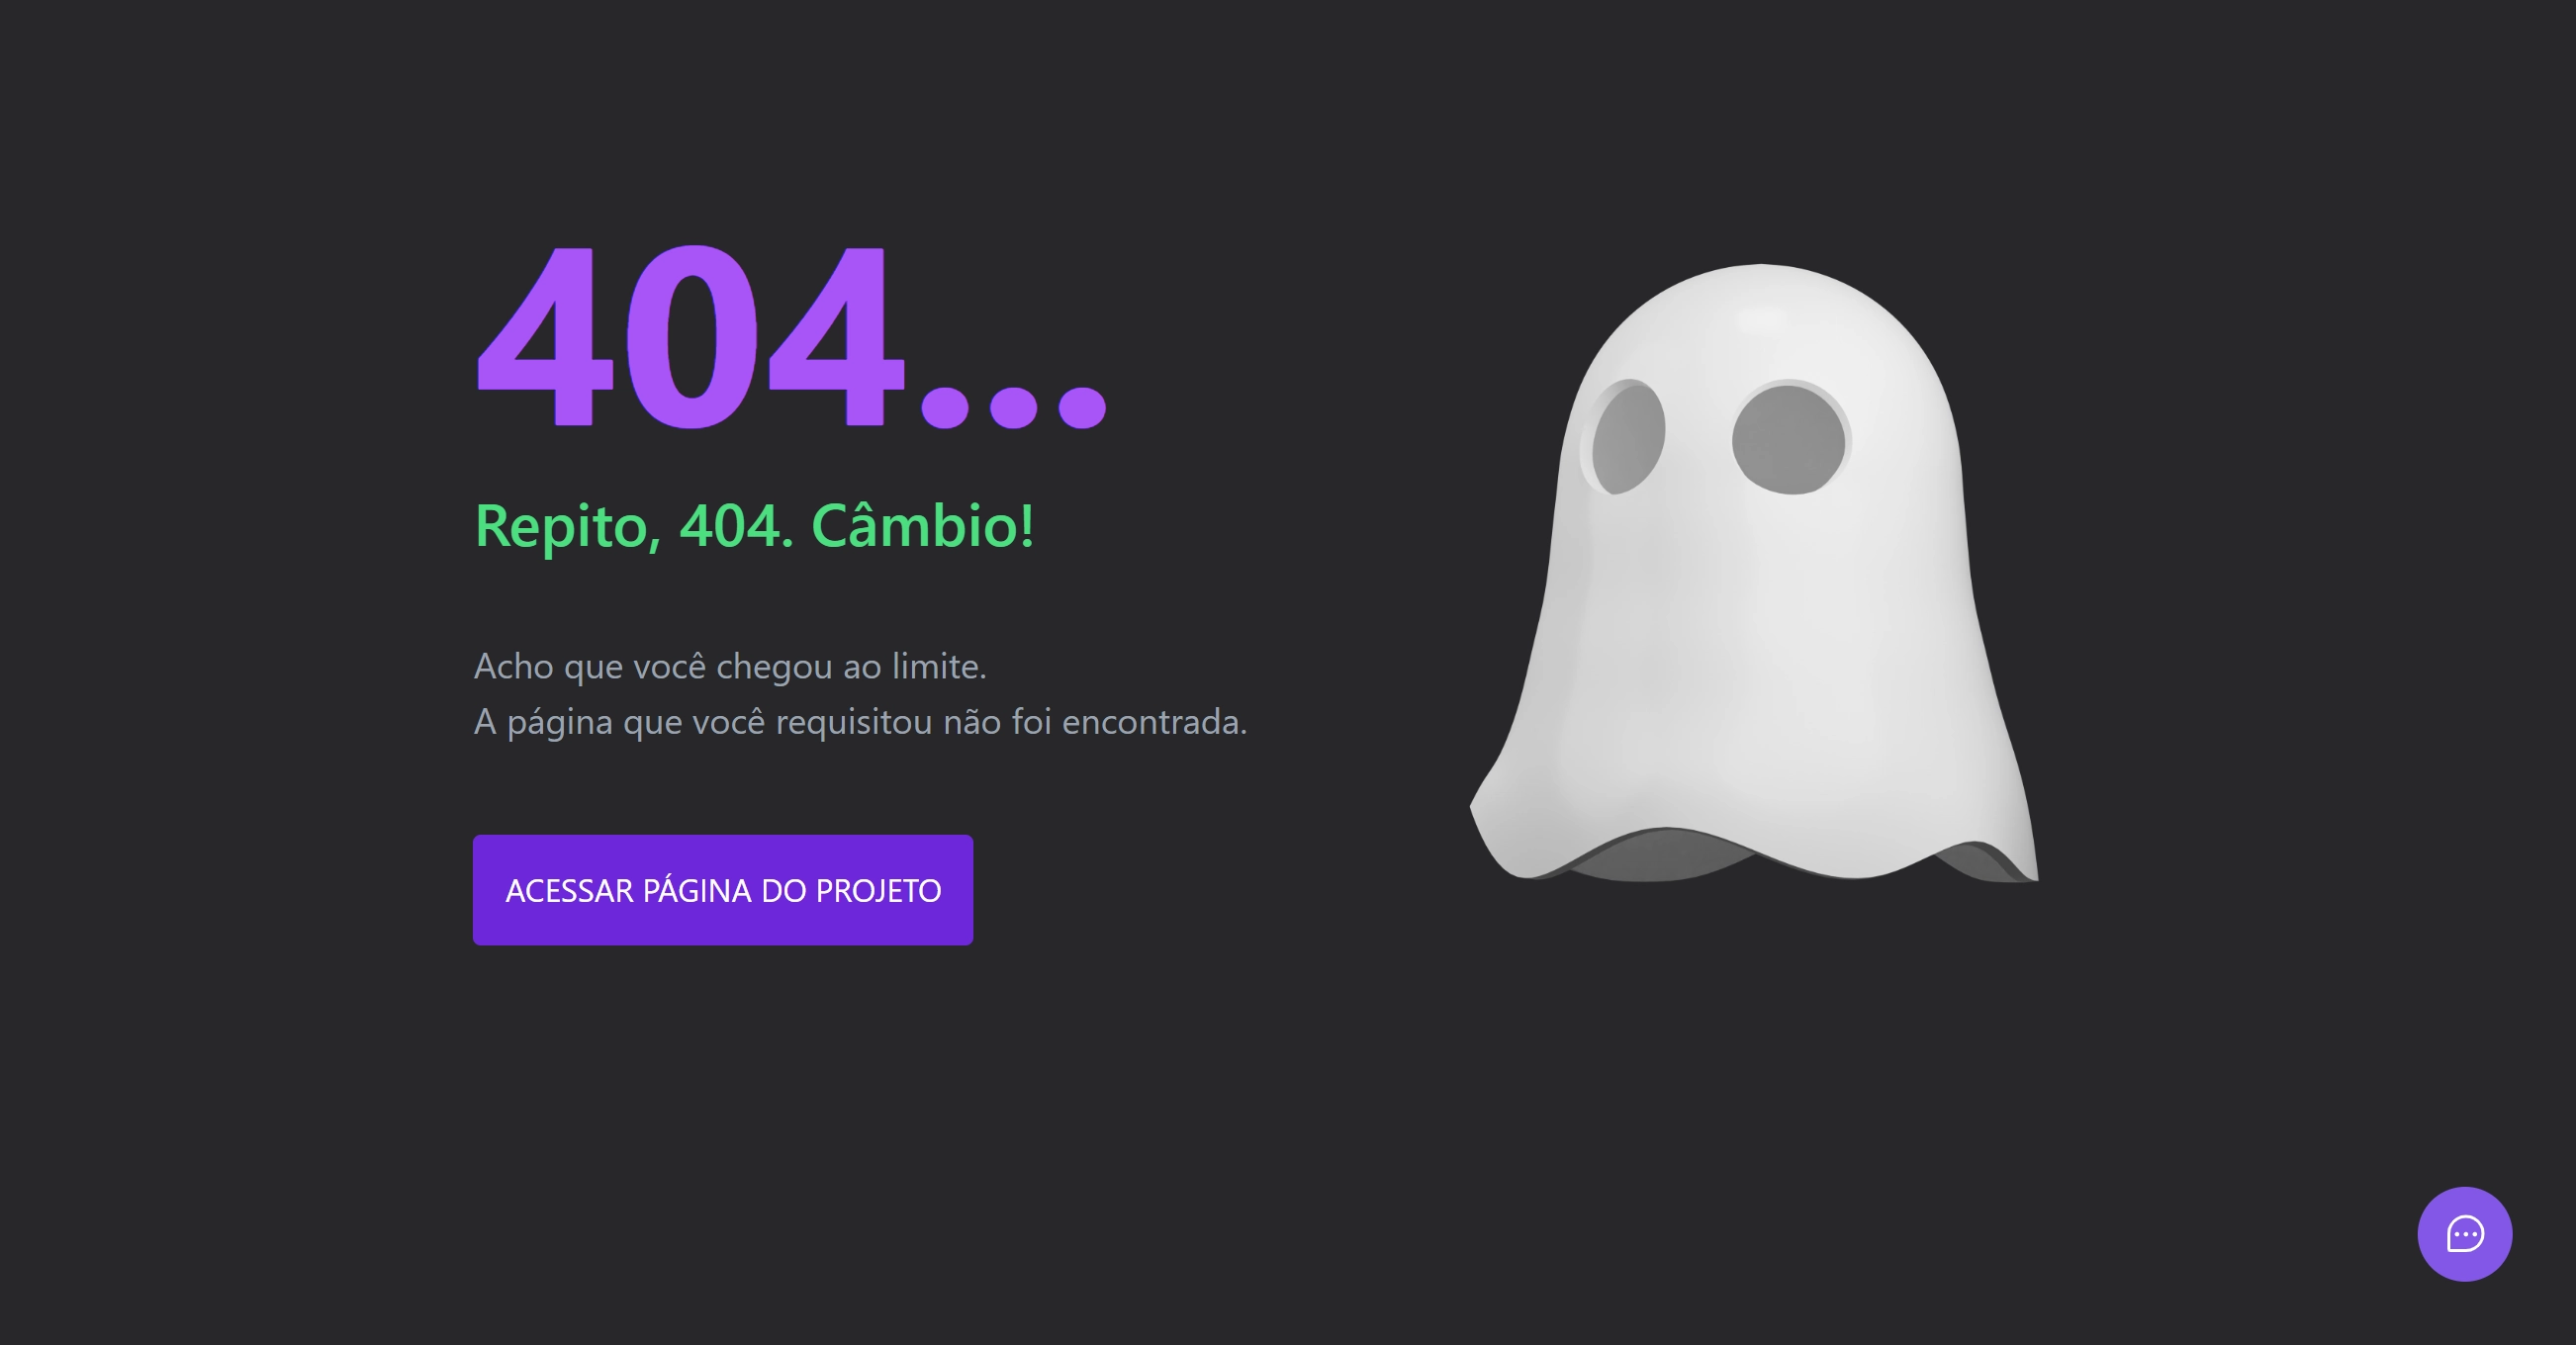 404...
Repito, 404. Câmbio!
Acho que você chegou ao limite.
A página que você requisitou não foi encontrada.
ACESSAR PÁGINA DO PROJETO